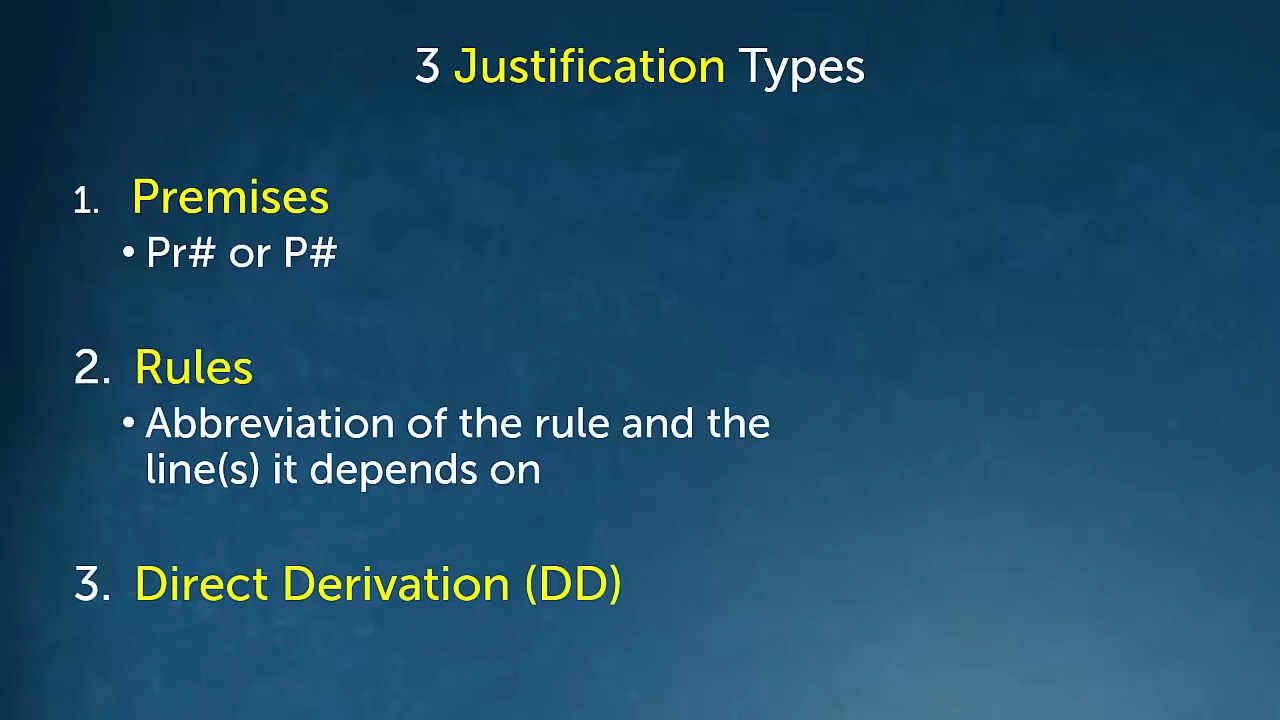 3 Justification Types
1. Premises
• Pr# or P#
2. Rules
• Abbreviation of the rule and the
line(s) it depends on
3. Direct Derivation (DD)